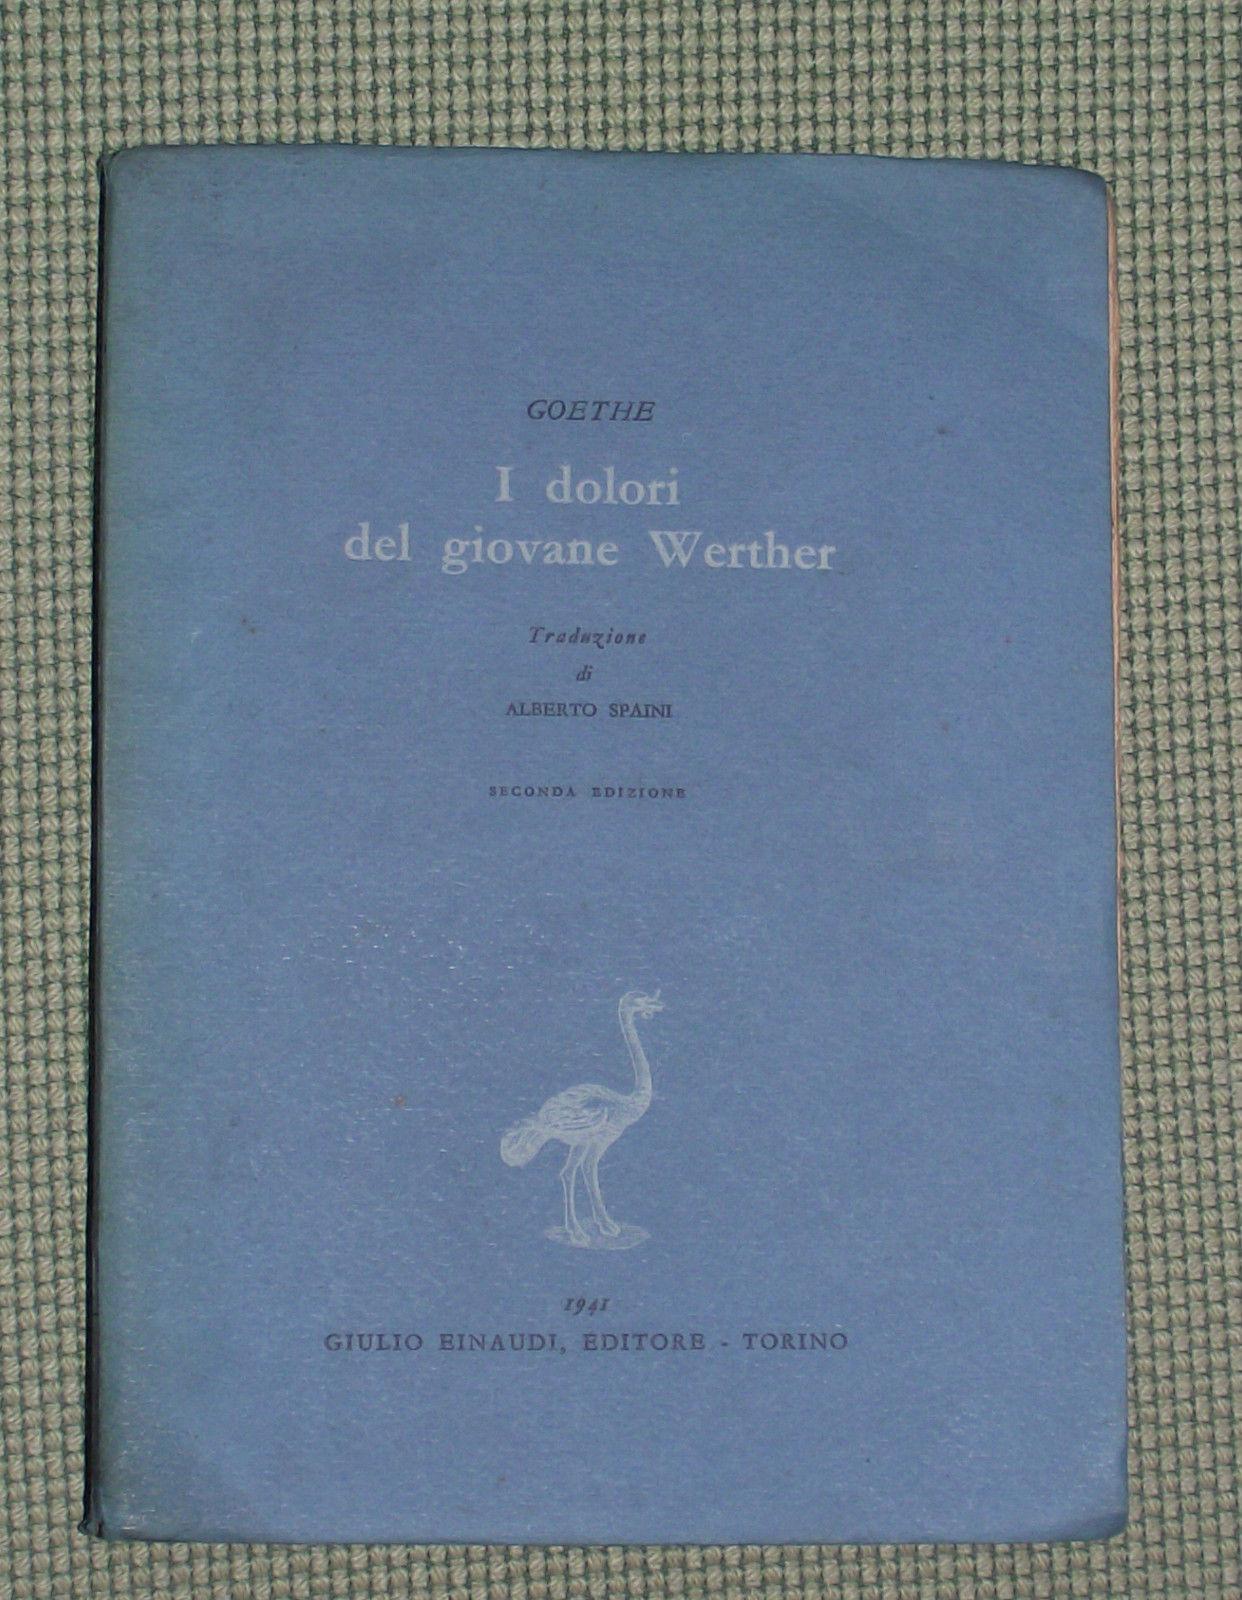 GOETHE
I dolori
del giovane Werther
Traduzione
di
ALBERTO SPAINI
SECONDA EDIZIONE
1941
GIULIO EINAUDI, EDITORE - TORINO